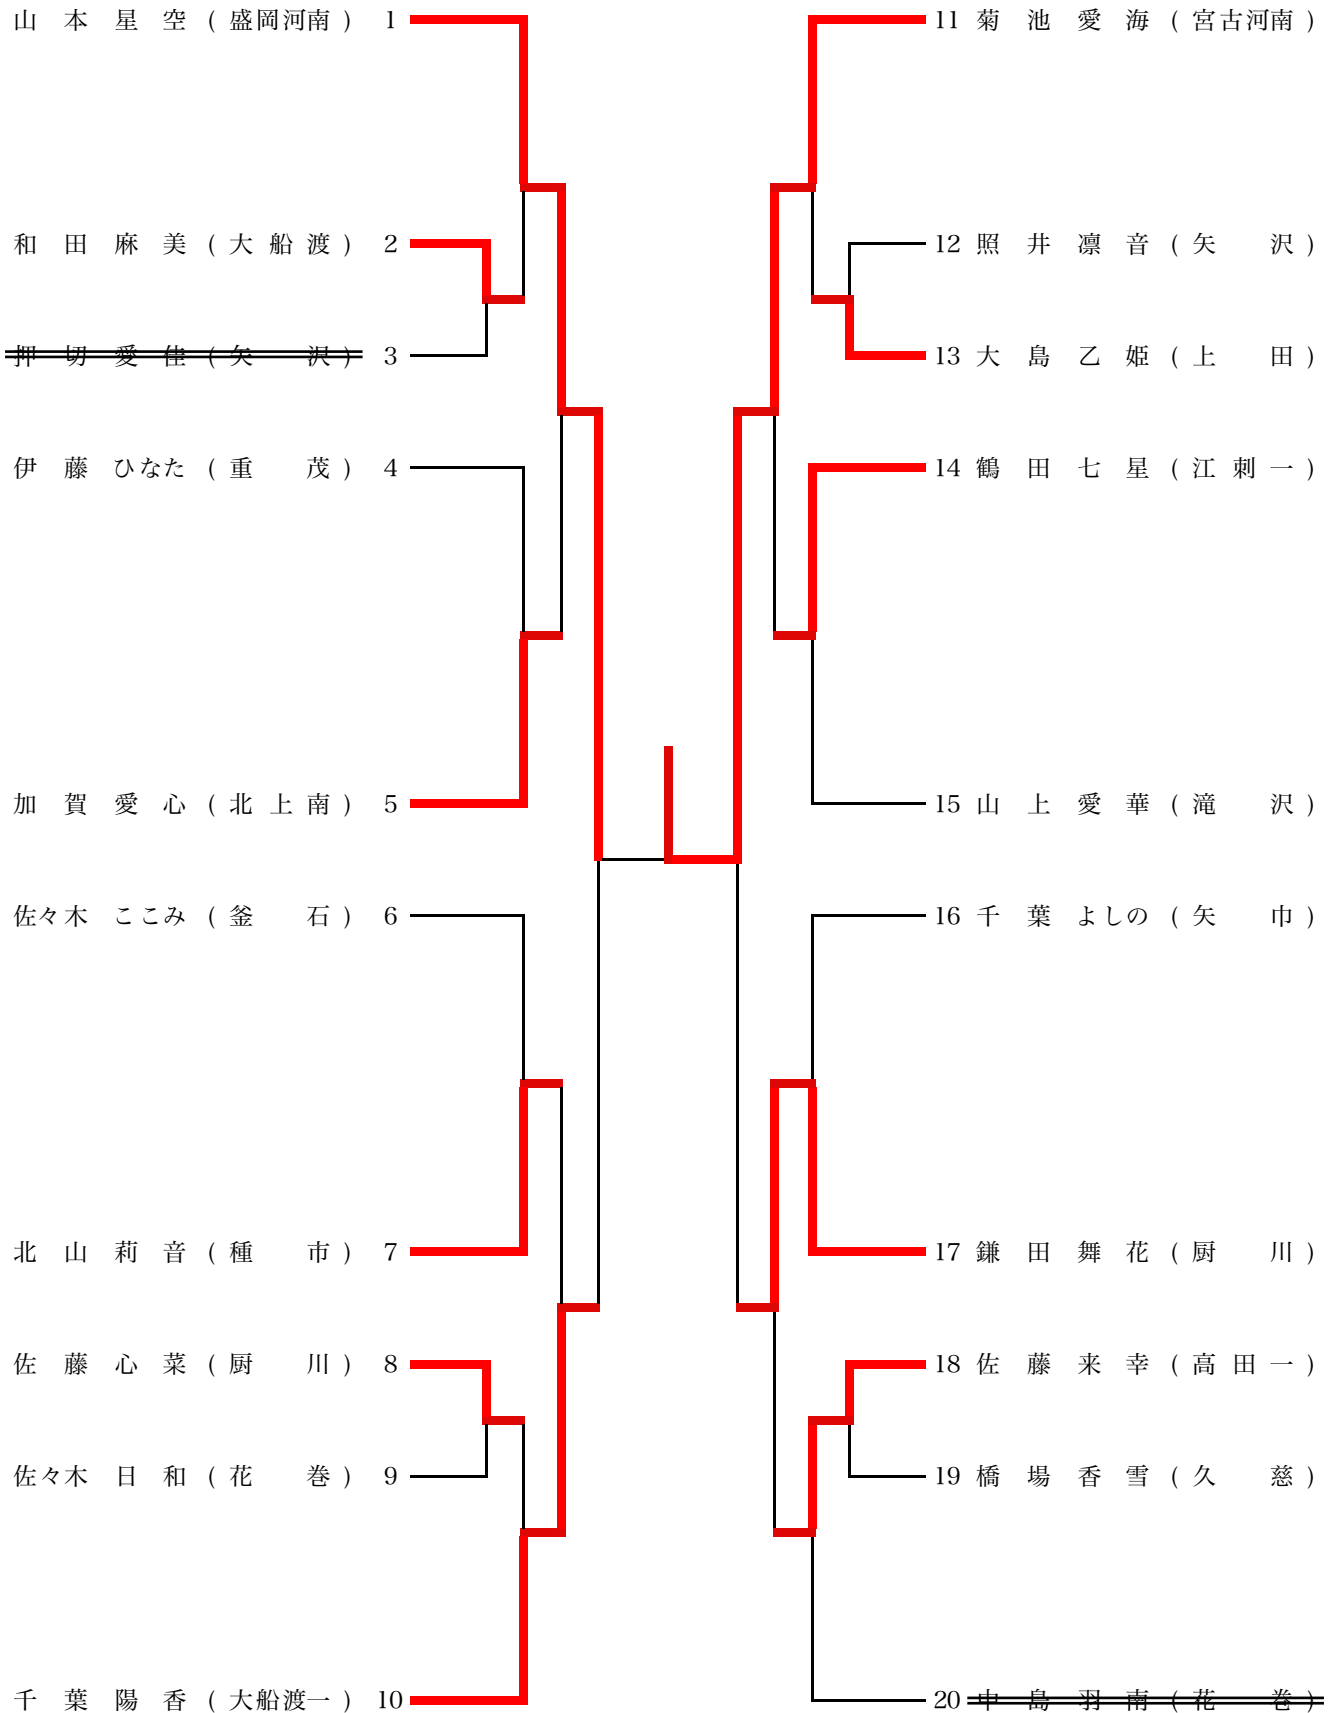 山本星空 (盛岡河南) 1
和田麻美 (大船渡) 2
押切愛佳 (矢沢) 3
伊藤ひなた (重茂) 4
加賀愛心 (北上南) 5
佐々木ここみ (釜石) 6
北山莉音 (種市) 7
佐藤心菜 (厨川) 8
佐々木日和 (花巻) 9
千葉陽香 (大船渡一) 10
11 菊池愛海 (宮古河南)
12 照井凛音 (矢沢)
13 大島乙姫 (上田)
14 鶴田七星 (江刺一)
15 山上愛華 (滝沢)
16 千葉よしの (矢巾)
17 鎌田舞花 (厨川)
18 佐藤来幸 (高田一)
19 橋場香雪 (久慈)
20 中島羽南 (花巻)